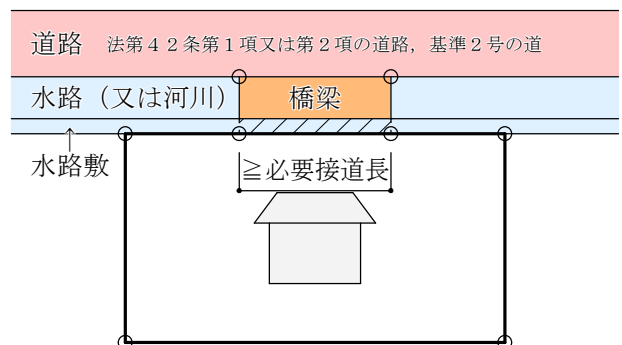 道路　法第４２条第１項又は第２項の道路，基準２号の道
水路（又は河川）　橋梁
↑
水路敷
≧必要接道長